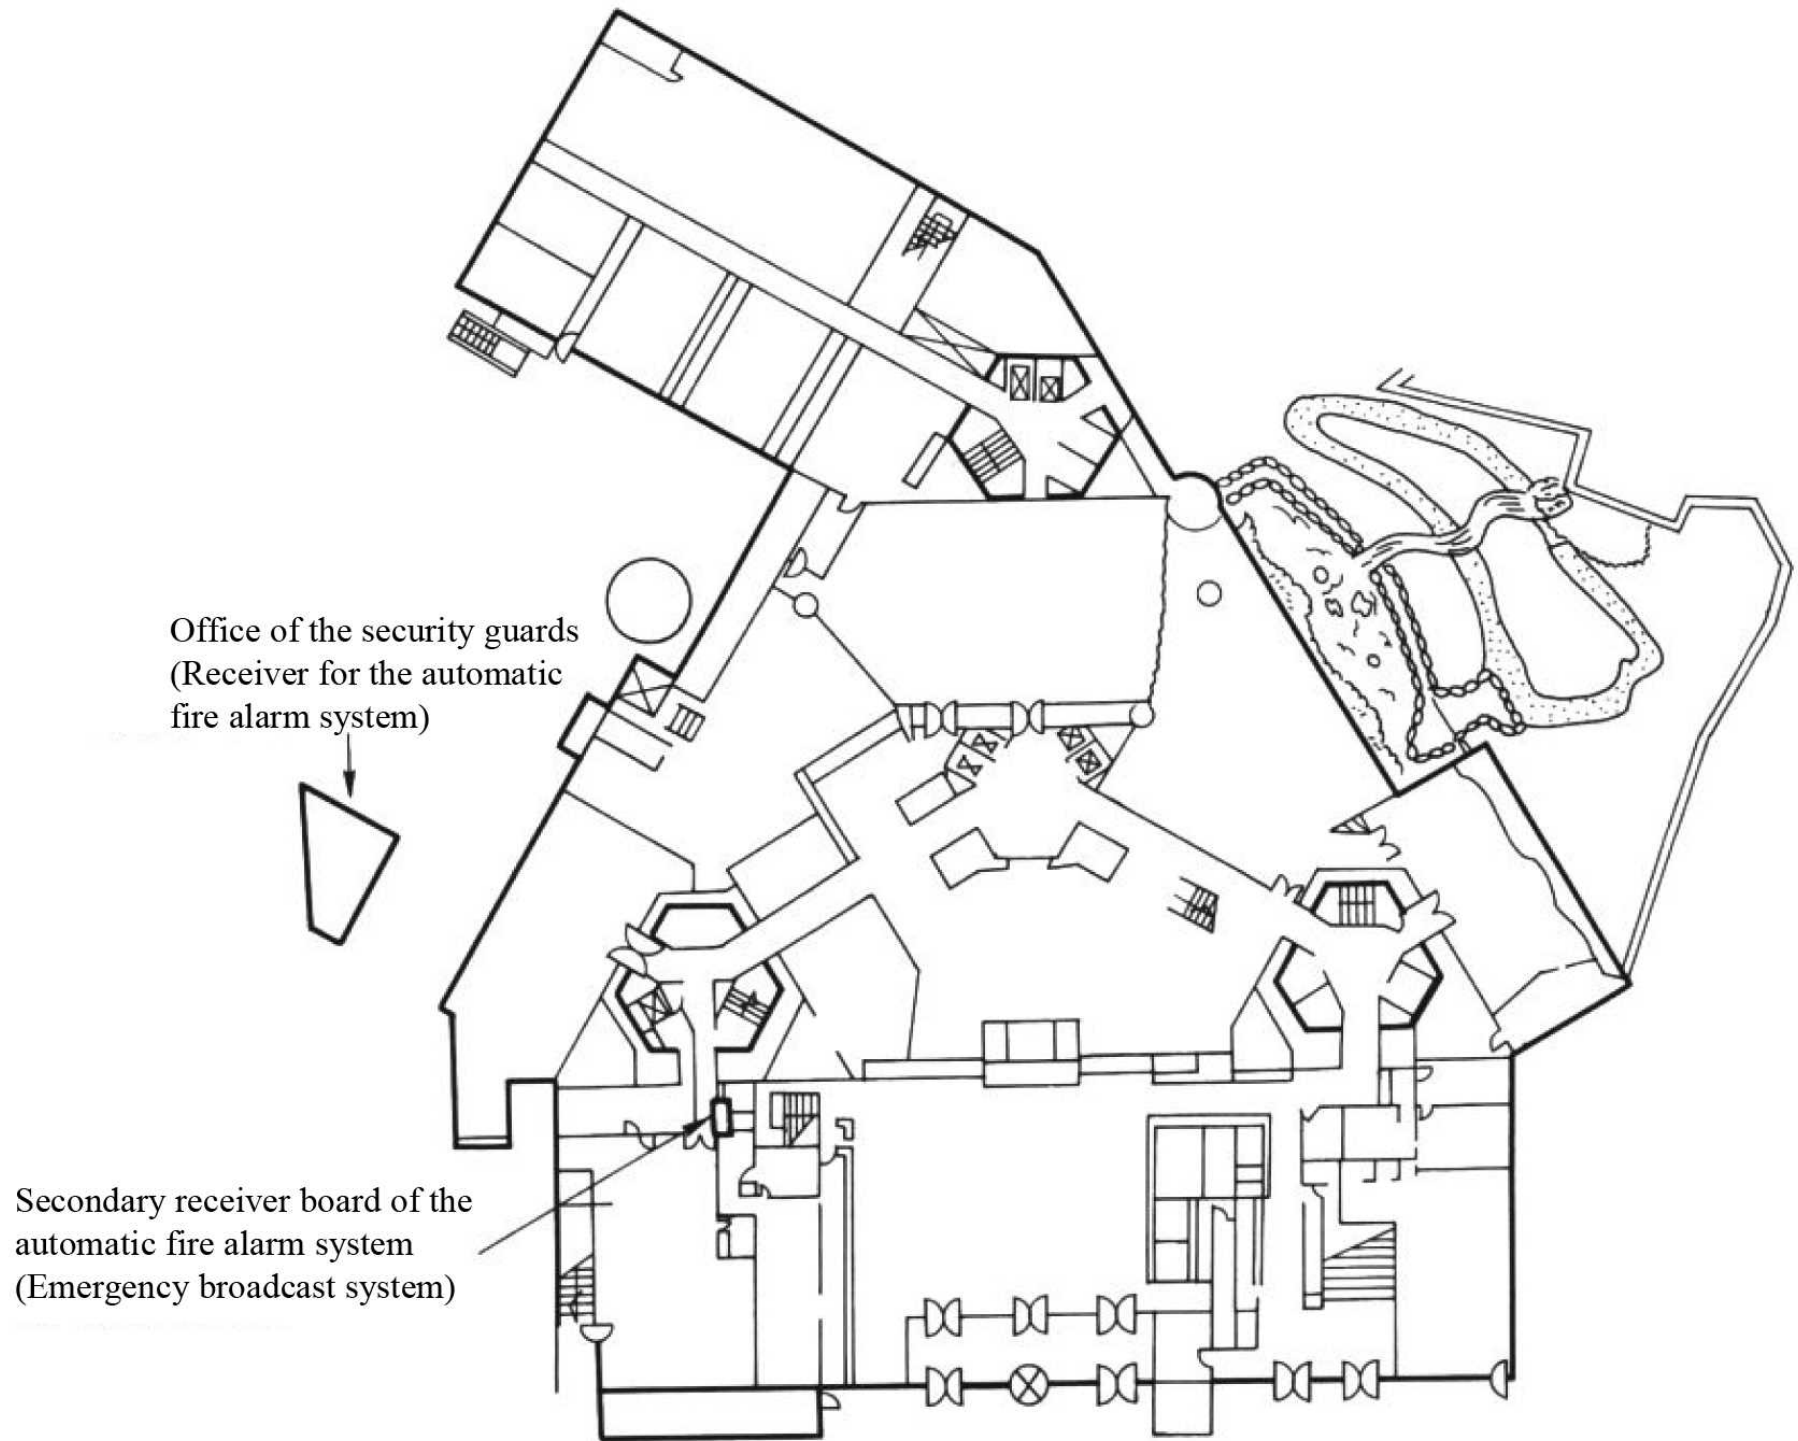 Office of the security guards
(Receiver for the automatic
fire alarm system)
Secondary receiver board of the
automatic fire alarm system
(Emergency broadcast system)